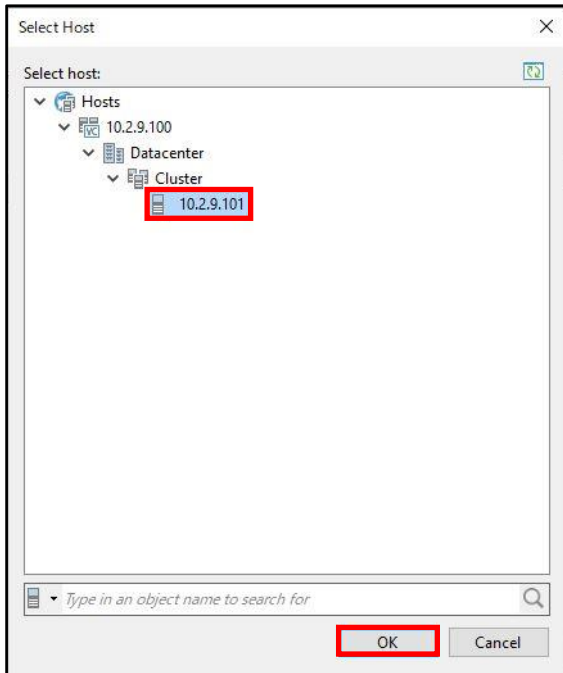 Select Host
Select host:
Hosts
VC 10.2.9.100
Datacenter
Cluster
10.2.9.101
Type in an object name to search for
OK Cancel